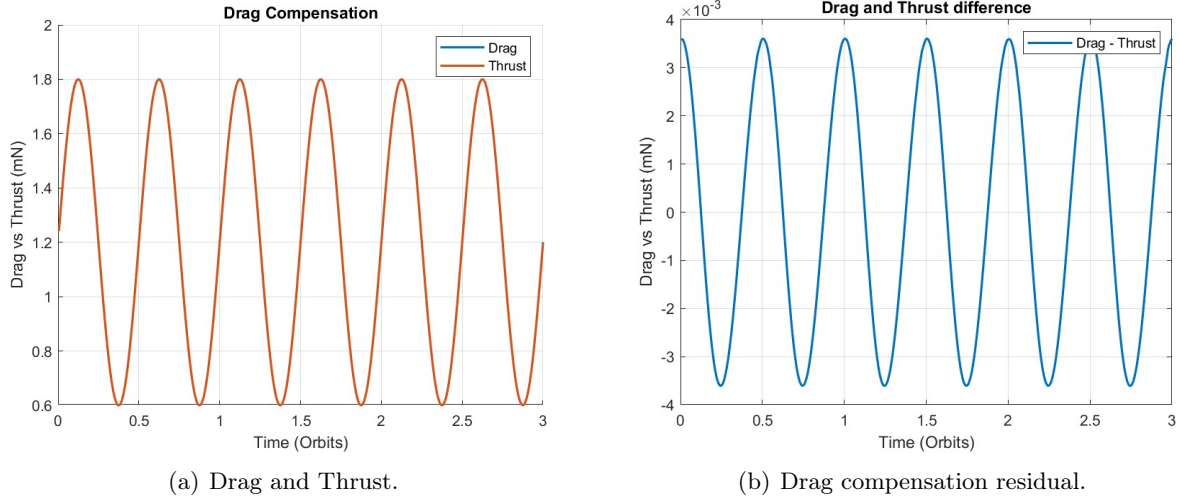 Drag Compensation
2
1.8
1.6
1.4
1.2
1
0.8
0.6
0
0.5
1
1.5
2
2.5
3
Drag vs Thrust (mN)
Time (Orbits)
Drag
Thrust
(a) Drag and Thrust.
Drag and Thrust difference
×10-3
4
3
2
1
0
-1
-2
-3
-4
0
0.5
1
1.5
2
2.5
3
Drag vs Thrust (mN)
Time (Orbits)
Drag - Thrust
(b) Drag compensation residual.